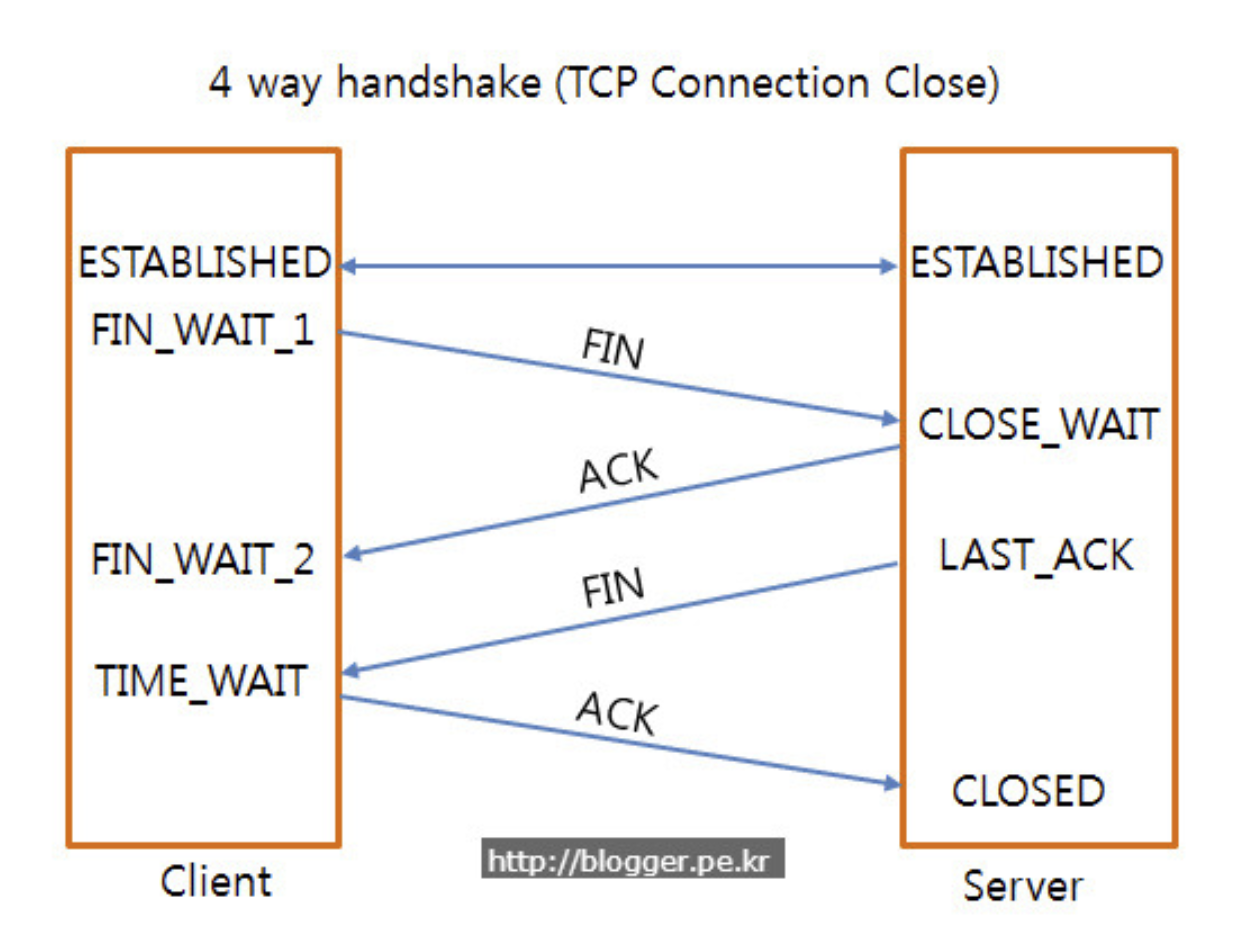 4 way handshake (TCP Connection Close)
ESTABLISHED
ESTABLISHED
FIN_WAIT_1
FIN
CLOSE_WAIT
ACK
FIN_WAIT_2
LAST_ACK
FIN
TIME_WAIT
ACK
CLOSED
http://blogger.pe.kr
Client
Server